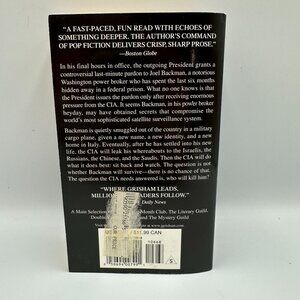 "A FAST-PACED, FUN READ WITH ECHOES OF
SOMETHING DEEPER. THE AUTHOR'S COMMAND
OF POP FICTION DELIVERS CRISP, SHARP PROSE."
—Boston Globe
In his final hours in office, the outgoing President grants a
controversial last-minute pardon to Joel Backman, a notorious
Washington power broker who has spent the last six months
hidden away in a federal prison. What no one knows is that
the President issues the pardon only after receiving enormous
pressure from the CIA. It seems Backman, in his power broker
heyday, may have obtained secrets that compromise the
world's most sophisticated satellite surveillance system.
Backman is quietly smuggled out of the country in a military
cargo plane, given a new name, a new identity, and a new
home in Italy. Eventually, after he has settled into his new
life, the CIA will leak his whereabouts to the Israelis, the
Russians, the Chinese, and the Saudis. Then the CIA will do
what it does best: sit back and watch. The question is not
whether Backman will survive—there is no chance of that.
The question the CIA needs answered is, who will kill him?
"WHERE GRISHAM LEADS,
MILLION READERS FOLLOW."
Daily News
A Main Selection Month Club, The Literary Guild,
Doubl and The Mystery Guild
US www.jgrisham.com
$11.99 CAN
10668